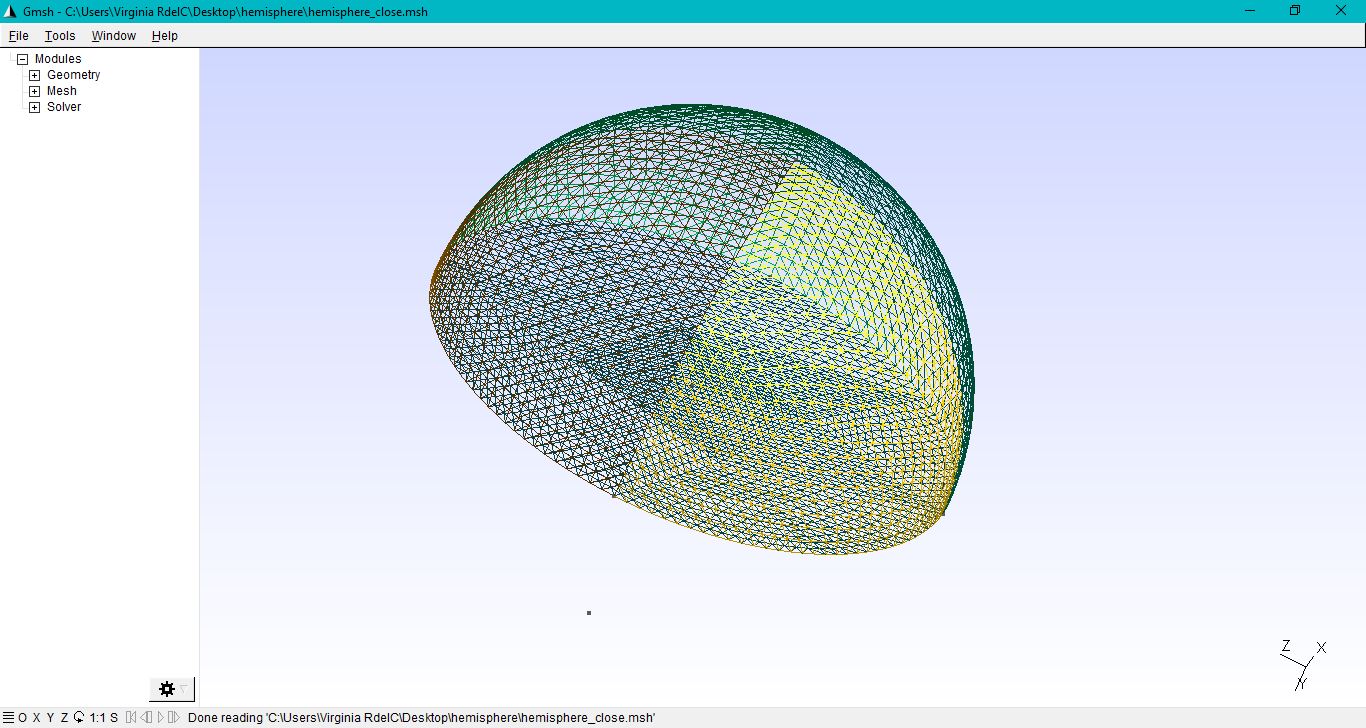 Gmsh - C:\Users\Virginia RdelC\Desktop\hemisphere\hemisphere_close.msh
File Tools Window Help
Modules
Geometry
Mesh
Solver
Z X
Y
O X Y Z 1:1 S Done reading 'C:\Users\Virginia RdelC\Desktop\hemisphere\hemisphere_close.msh'